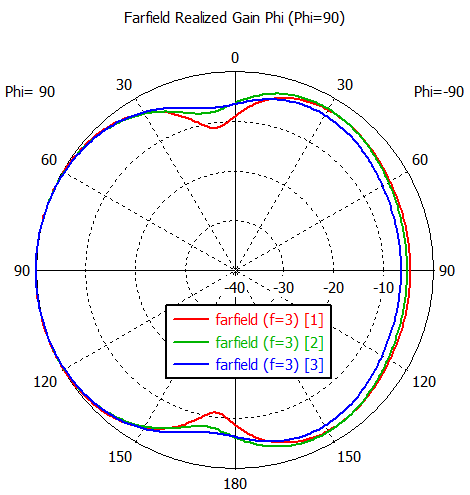 Farfield Realized Gain Phi (Phi=90)
0
30
30
Phi= 90
Phi=-90
60
60
90
90
-40
-30
-20
-10
farfield (f=3) [1]
farfield (f=3) [2]
farfield (f=3) [3]
120
120
150
150
180